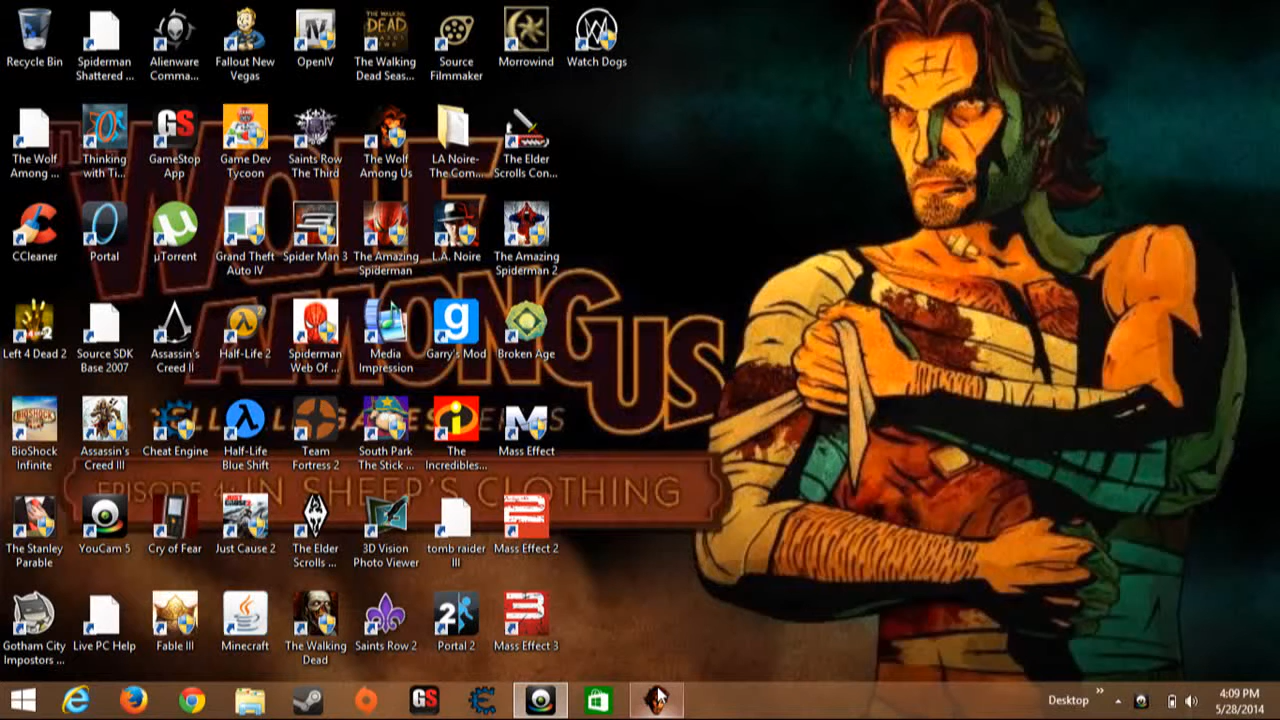 Recycle Bin
Spiderman
Shattered ...
Alienware
Comma...
Fallout New
Vegas
OpenIV
The Walking
Dead Seas...
Source
Filmmaker
Morrowind
Watch Dogs
The Wolf
Among ...
Thinking
with Ti...
GameStop
App
Game Dev
Tycoon
Saints Row
The Third
The Wolf
Among Us
LA Noire-
The Com...
The Elder
Scrolls Con...
CCleaner
Portal
µTorrent
Grand Theft
Auto IV
Spider Man 3
The Amazing
Spiderman
L.A. Noire
The Amazing
Spiderman 2
Left 4 Dead 2
Source SDK
Base 2007
Assassin's
Creed II
Half-Life 2
Spiderman
Web Of ...
Media
Impression
Garry's Mod
Broken Age
BioShock
Infinite
Assassin's
Creed III
Cheat Engine
Half-Life
Blue Shift
Team
Fortress 2
South Park
The Stick ...
The
Incredibles...
Mass Effect
The Stanley
Parable
YouCam 5
Cry of Fear
Just Cause 2
The Elder
Scrolls ...
3D Vision
Photo Viewer
tomb raider
III
Mass Effect 2
Gotham City
Impostors ...
Live PC Help
Fable III
Minecraft
The Walking
Dead
Saints Row 2
Portal 2
Mass Effect 3
THE
WOLF
AMONG US
EPISODE 4: IN SHEEP'S CLOTHING
GS
GS
Desktop
4:09 PM
5/28/2014